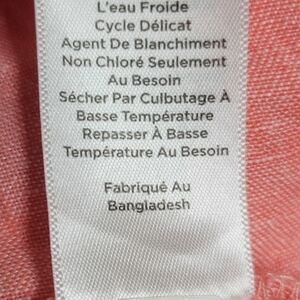 L'eau Froide
Cycle Délicat
Agent De Blanchiment
Non Chloré Seulement
Au Besoin
Sécher Par Culbutage À
Basse Température
Repasser À Basse
Température Au Besoin
Fabriqué Au
Bangladesh